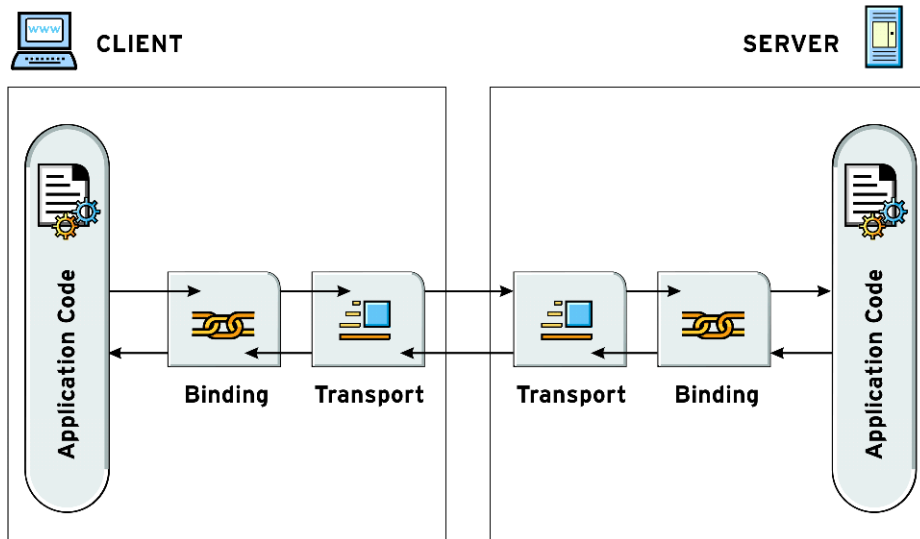 www
CLIENT
SERVER
Application Code
Binding
Transport
Transport
Binding
Application Code